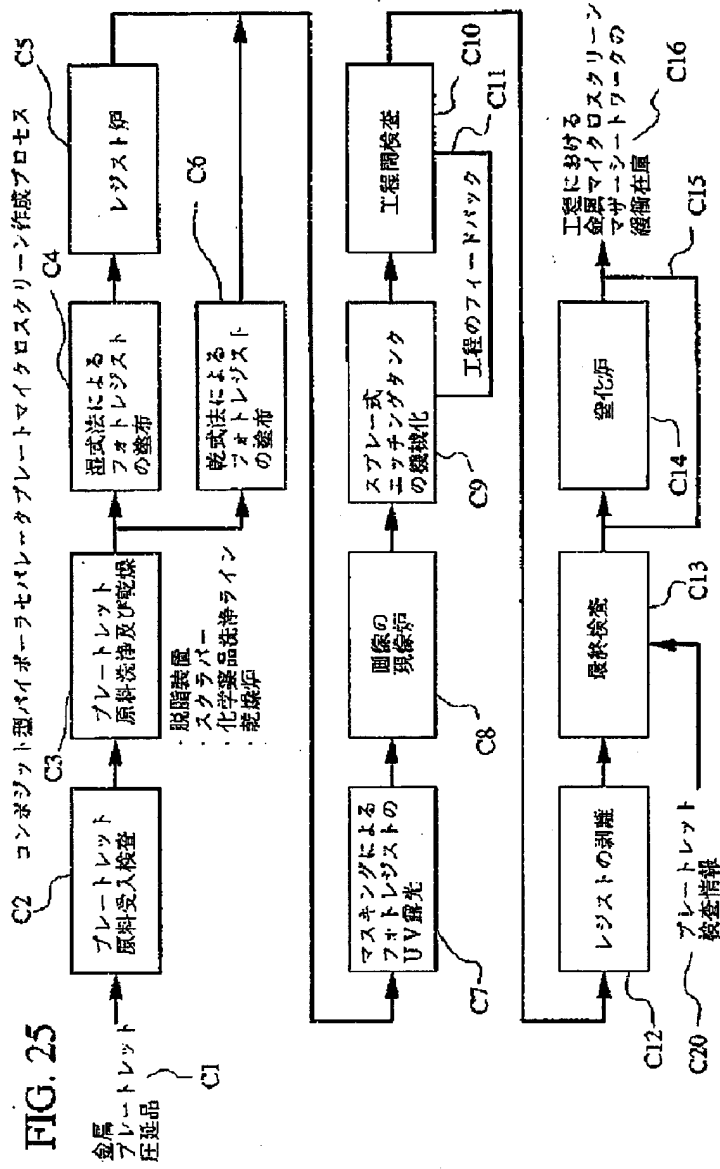 FIG. 25
コンポジット型バイポーラセパレータプレートマイクロスクリーン作成プロセス
金属
プレートレット
圧延品
C1
C2
プレートレット
原料受入検査
C3
プレートレット
原料洗浄及び乾燥
・脱脂装置
・スクラバー
・化学薬品洗浄ライン
・乾燥炉
C4
湿式法による
フォトレジスト
の塗布
C5
レジスト炉
C6
乾式法による
フォトレジスト
の塗布
マスキングによる
フォトレジストの
UV露光
C7
画像の
現像炉
C8
スプレー式
エッチングタンク
の機械化
C9
工程間検査
C10
C11
工程のフィードバック
レジストの剥離
C12
最終検査
C13
C20
プレートレット
検査情報
窒化炉
C14
C15
工程における
金属マイクロスクリーン
マザーシートワークの
緩衝在庫
C16